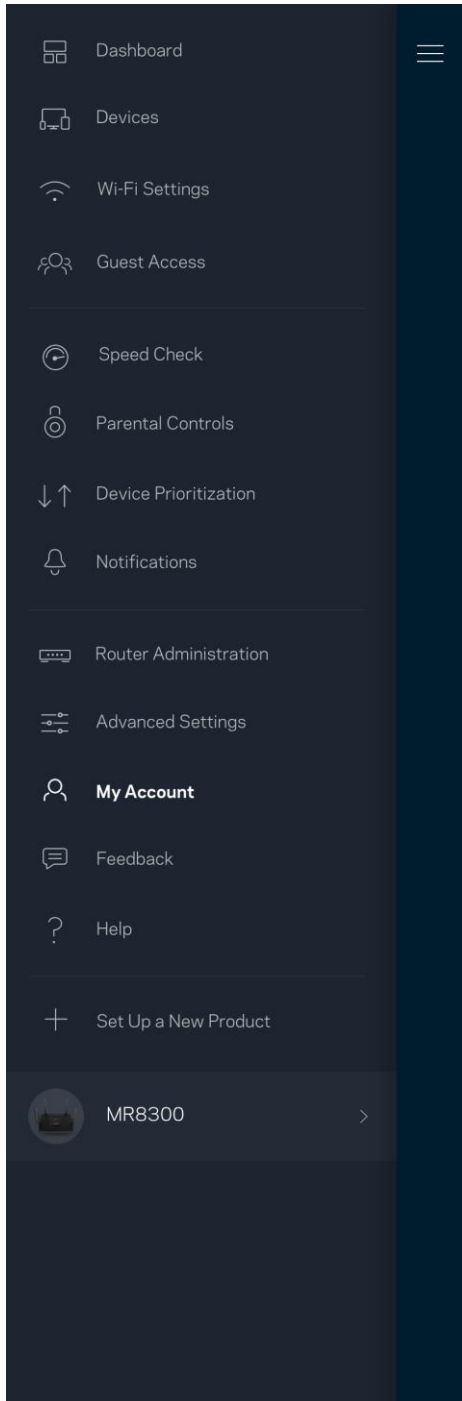 Dashboard
Devices
Wi-Fi Settings
Guest Access
Speed Check
Parental Controls
Device Prioritization
Notifications
Router Administration
Advanced Settings
My Account
Feedback
Help
Set Up a New Product
MR8300